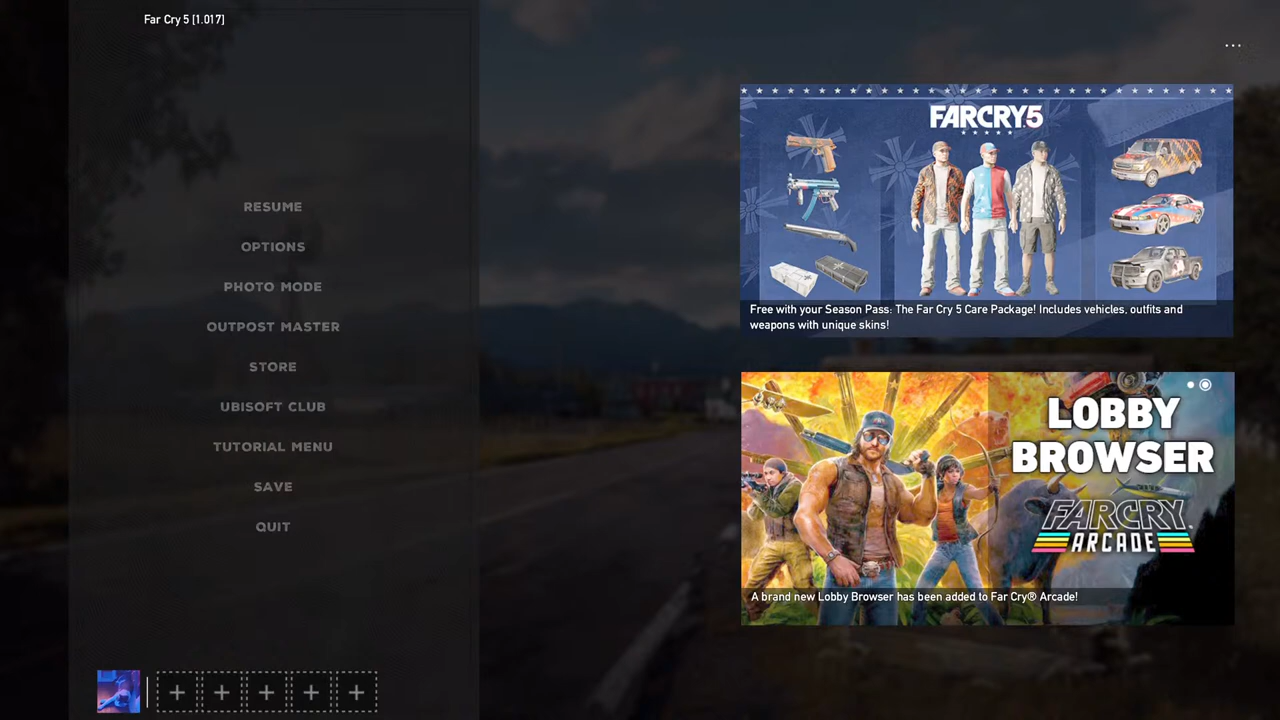 Far Cry 5 [1.017]
RESUME
OPTIONS
PHOTO MODE
OUTPOST MASTER
STORE
UBISOFT CLUB
TUTORIAL MENU
SAVE
QUIT
FARCRY 5
Free with your Season Pass: The Far Cry 5 Care Package! Includes vehicles, outfits and
weapons with unique skins!
LOBBY
BROWSER
FARCRY
ARCADE
A brand new Lobby Browser has been added to Far Cry® Arcade!